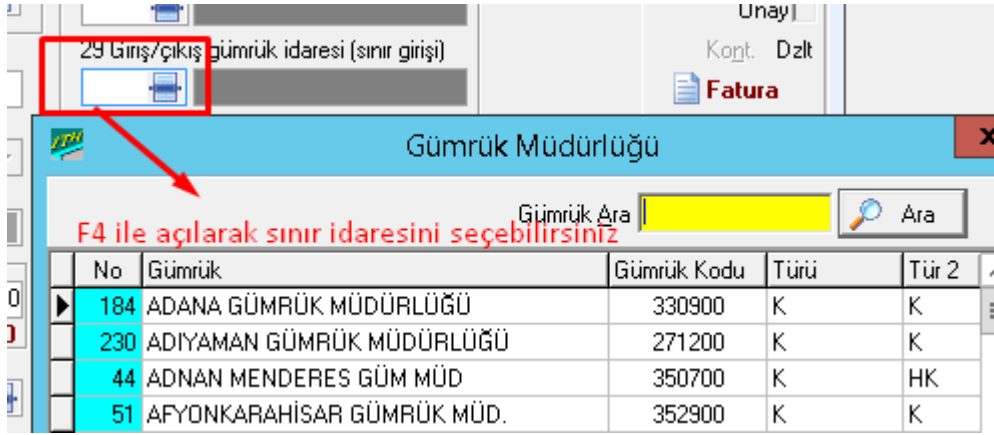 Onay
29 Giriş/çıkış gümrük idaresi (sınır girişi)
Kont. Dzlt
Fatura
Gümrük Müdürlüğü
Gümrük Ara
Ara
F4 ile açılarak sınır idaresini seçebilirsiniz
No Gümrük Gümrük Kodu Türü Tür 2
184 ADANA GÜMRÜK MÜDÜRLÜĞÜ 330900 K K
230 ADIYAMAN GÜMRÜK MÜDÜRLÜĞÜ 271200 K K
44 ADNAN MENDERES GÜM MÜD 350700 K HK
51 AFYONKARAHİSAR GÜMRÜK MÜD. 352900 K K